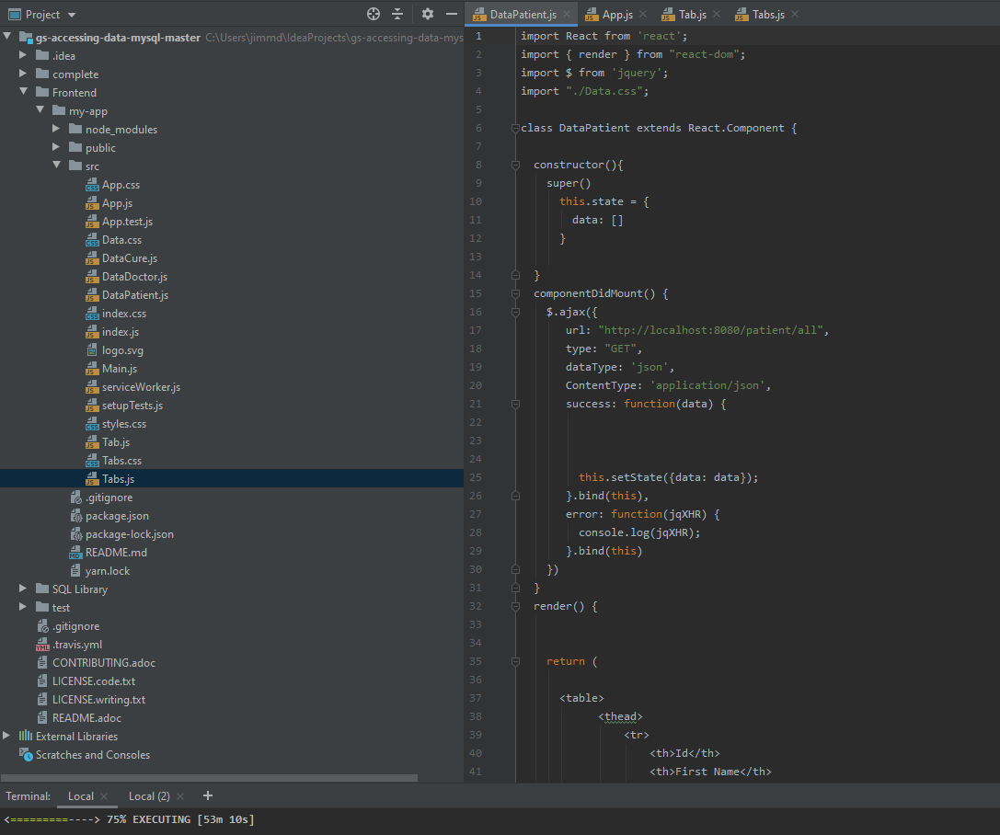 Project
gs-accessing-data-mysql-master C:\Users\jimmd\IdeaProjects\gs-accessing-data-mys
.idea
complete
Frontend
my-app
node_modules
public
src
App.css
App.js
App.test.js
Data.css
DataCure.js
DataDoctor.js
DataPatient.js
index.css
index.js
logo.svg
Main.js
serviceWorker.js
setupTests.js
styles.css
Tab.js
Tabs.css
Tabs.js
.gitignore
package.json
package-lock.json
README.md
yarn.lock
SQL Library
test
.gitignore
.travis.yml
CONTRIBUTING.adoc
LICENSE.code.txt
LICENSE.writing.txt
README.adoc
External Libraries
Scratches and Consoles
DataPatient.js App.js Tab.js Tabs.js
1 import React from 'react';
2 import { render } from "react-dom";
3 import $ from 'jquery';
4 import "./Data.css";
5
6 class DataPatient extends React.Component {
7
8 constructor(){
9 super()
10 this.state = {
11 data: []
12 }
13
14 }
15 componentDidMount() {
16 $.ajax({
17 url: "http://localhost:8080/patient/all",
18 type: "GET",
19 dataType: 'json',
20 ContentType: 'application/json',
21 success: function(data) {
22
23
24
25 this.setState({data: data});
26 }.bind(this),
27 error: function(jqXHR) {
28 console.log(jqXHR);
29 }.bind(this)
30 })
31 }
32 render() {
33
34
35 return (
36
37 <table>
38 <thead>
39 <tr>
40 <th>Id</th>
41 <th>First Name</th>
Terminal: Local Local (2) +
<=========----> 75% EXECUTING [53m 10s]